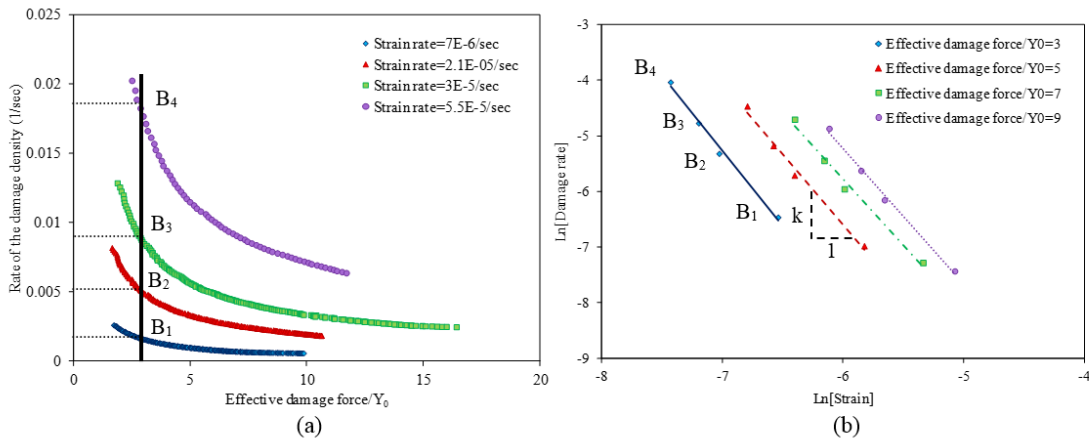 0.025
0.02
0.015
0.01
0.005
0
Rate of the damage density (1/sec)
Strain rate=7E-6/sec
Strain rate=2.1E-05/sec
Strain rate=3E-5/sec
Strain rate=5.5E-5/sec
B4
B3
B2
B1
0 5 10 15 20
Effective damage force/Y0
(a)
-3
-4
-5
-6
-7
-8
-9
Ln[Damage rate]
Effective damage force/Y0=3
Effective damage force/Y0=5
Effective damage force/Y0=7
Effective damage force/Y0=9
B4
B3
B2
B1
k
1
-8 -7 -6 -5 -4
Ln[Strain]
(b)